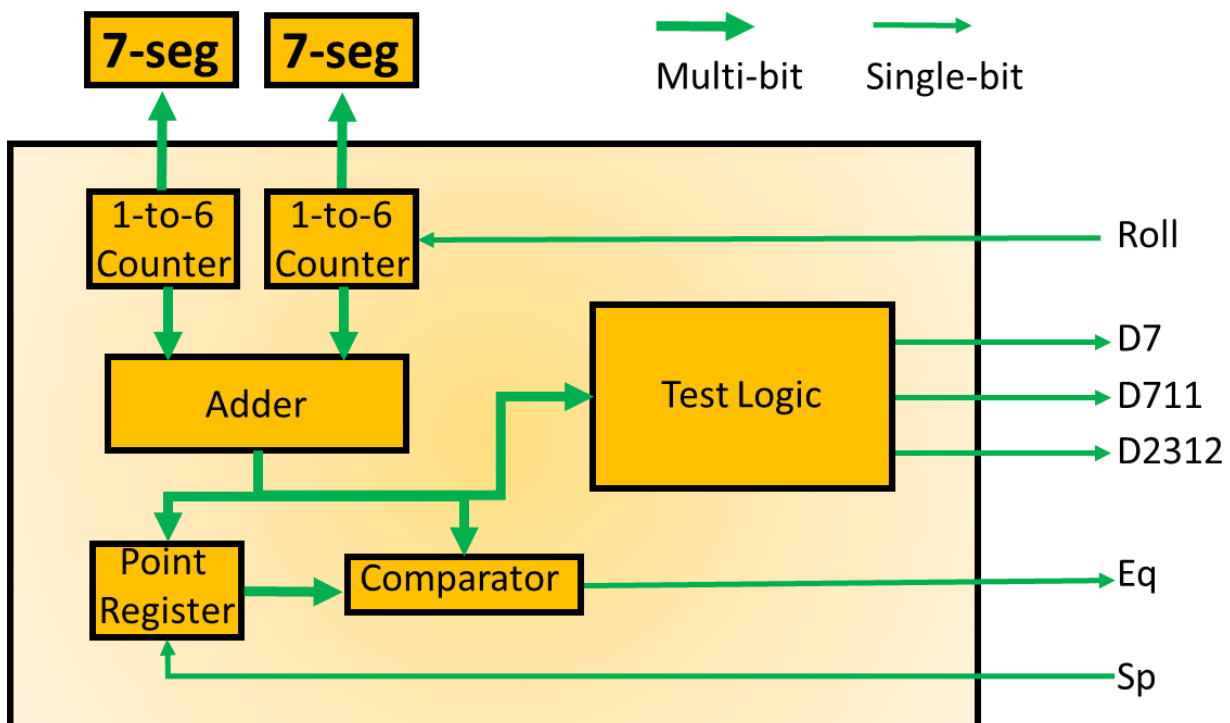 7-seg
7-seg
Multi-bit
Single-bit
1-to-6
Counter
1-to-6
Counter
Roll
Adder
Test Logic
D7
D711
D2312
Point
Register
Comparator
Eq
Sp